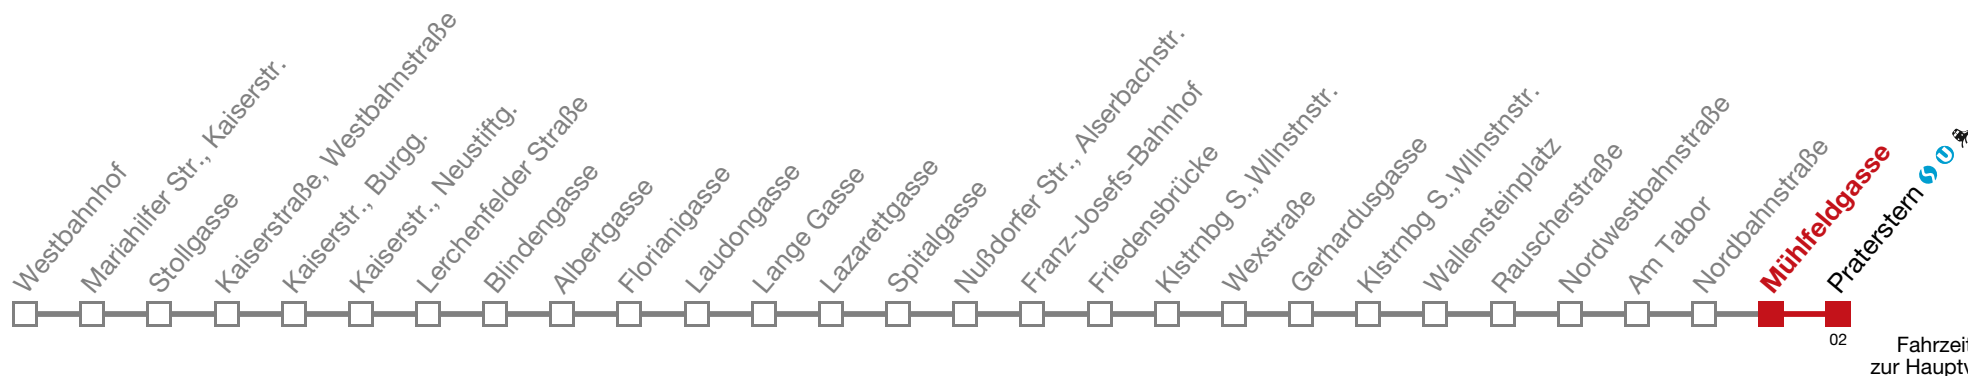 Westbahnhof
Mariahilfer Str., Kaiserstr.
Stollgasse
Kaiserstraße, Westbahnstraße
Kaiserstr., Burgg.
Kaiserstr., Neustiftg.
Lerchenfelder Straße
Blindengasse
Albertgasse
Florianigasse
Laudongasse
Lange Gasse
Lazarettgasse
Spitalgasse
Nußdorfer Str., Alserbachstr.
Franz-Josefs-Bahnhof
Friedensbrücke
Klstrnbg S.,Wllnstnstr.
Wexstraße
Gerhardusgasse
Klstrnbg S.,Wllnstnstr.
Wallensteinplatz
Rauscherstraße
Nordwestbahnstraße
Am Tabor
Nordbahnstraße
Mühlfeldgasse
Praterstern S U
02
Fahrzeit
zur Hauptv